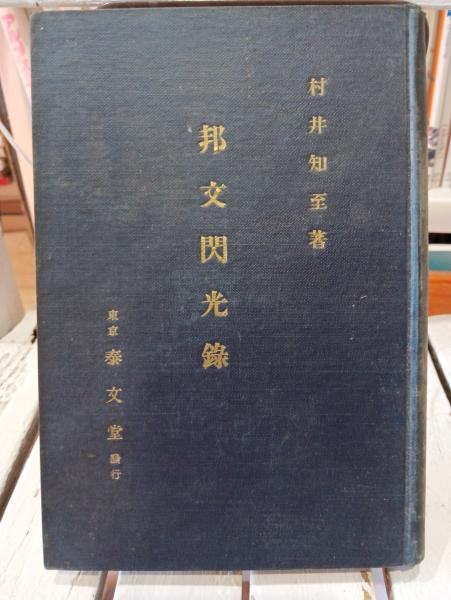 村井知至著
邦文閃光錄
東京 泰文堂 發行